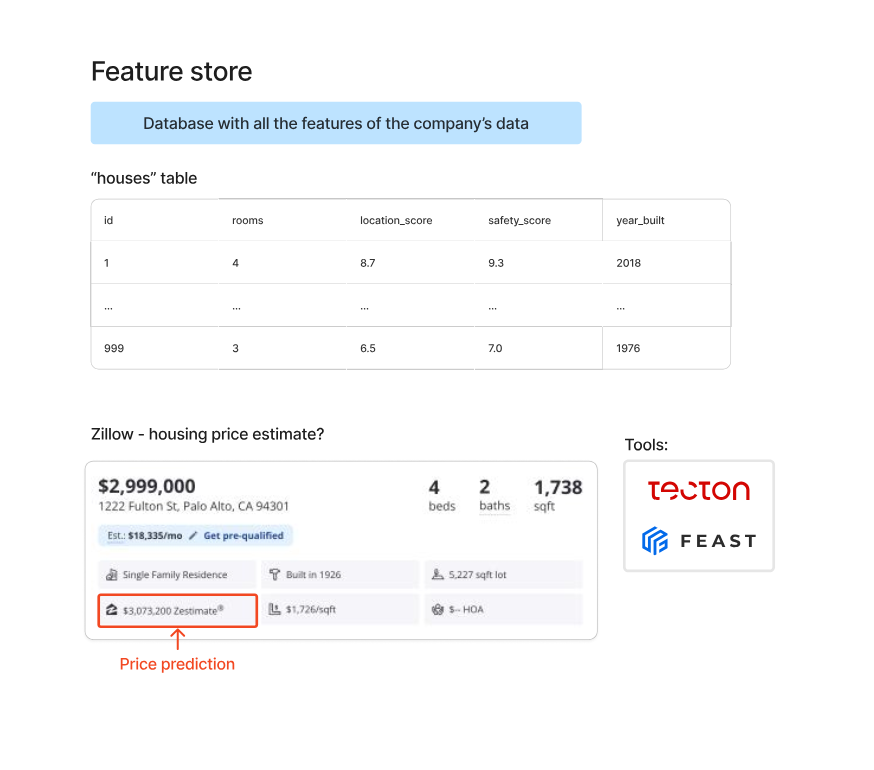 Feature store
Database with all the features of the company’s data
“houses” table
id rooms location_score safety_score year_built
1 4 8.7 9.3 2018
... ... ... ... ...
999 3 6.5 7.0 1976
Zillow - housing price estimate?
$2,999,000
1222 Fulton St, Palo Alto, CA 94301
4 beds 2 baths 1,738 sqft
Est.: $18,335/mo Get pre-qualified
Single Family Residence Built in 1926 5,227 sqft lot
$3,073,200 Zestimate® $1,726/sqft $-- HOA
Price prediction
Tools:
TECTON
FEAST